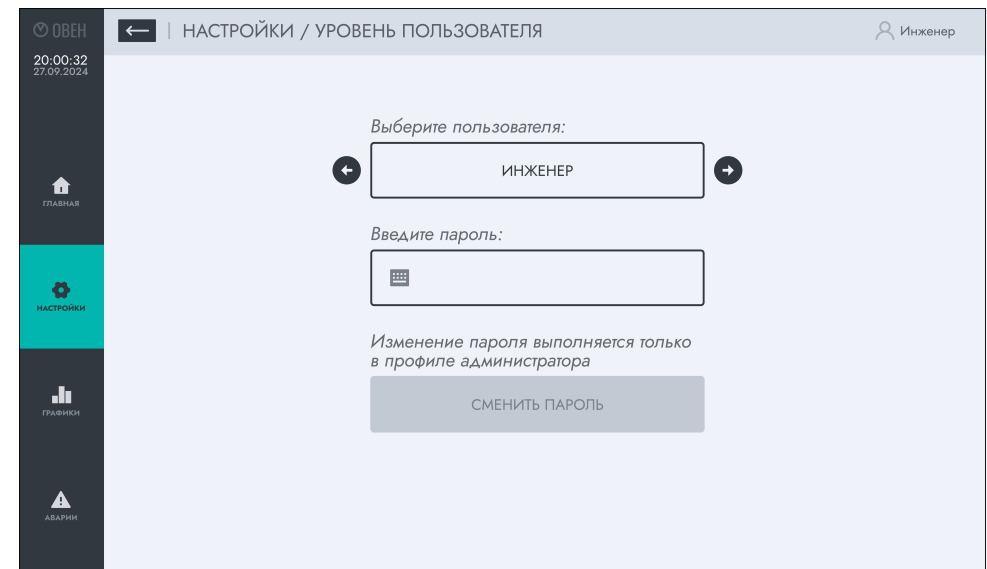 ОВЕН
20:00:32
27.09.2024
НАСТРОЙКИ / УРОВЕНЬ ПОЛЬЗОВАТЕЛЯ
Инженер
ГЛАВНАЯ
НАСТРОЙКИ
ГРАФИКИ
АВАРИИ
Выберите пользователя:
ИНЖЕНЕР
Введите пароль:
Изменение пароля выполняется только
в профиле администратора
СМЕНИТЬ ПАРОЛЬ